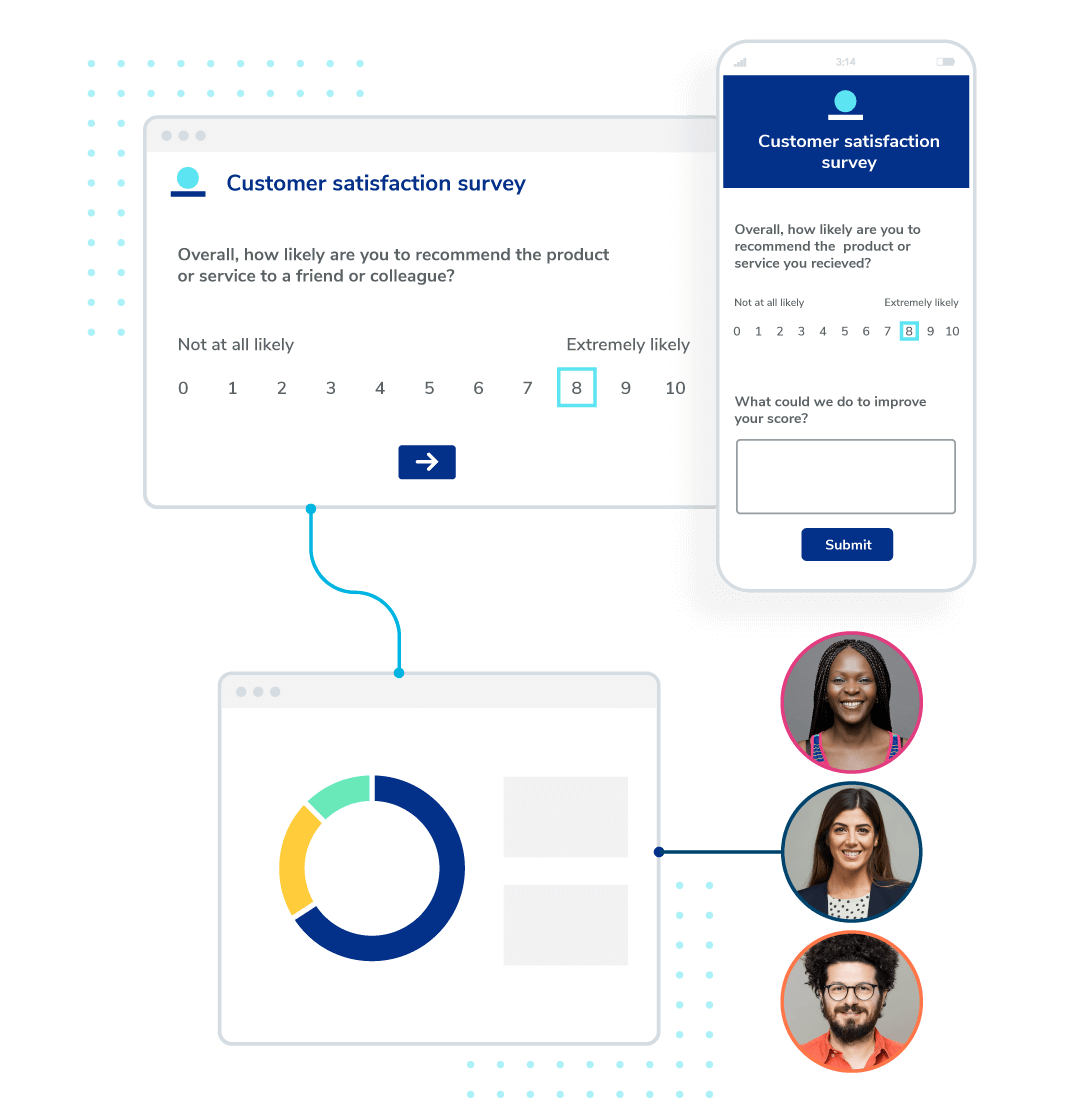 Customer satisfaction survey
Overall, how likely are you to recommend the product
or service to a friend or colleague?
Not at all likely Extremely likely
0 1 2 3 4 5 6 7 8 9 10
3:14
Customer satisfaction
survey
Overall, how likely are you to
recommend the product or
service you recieved?
Not at all likely Extremely likely
0 1 2 3 4 5 6 7 8 9 10
What could we do to improve
your score?
Submit